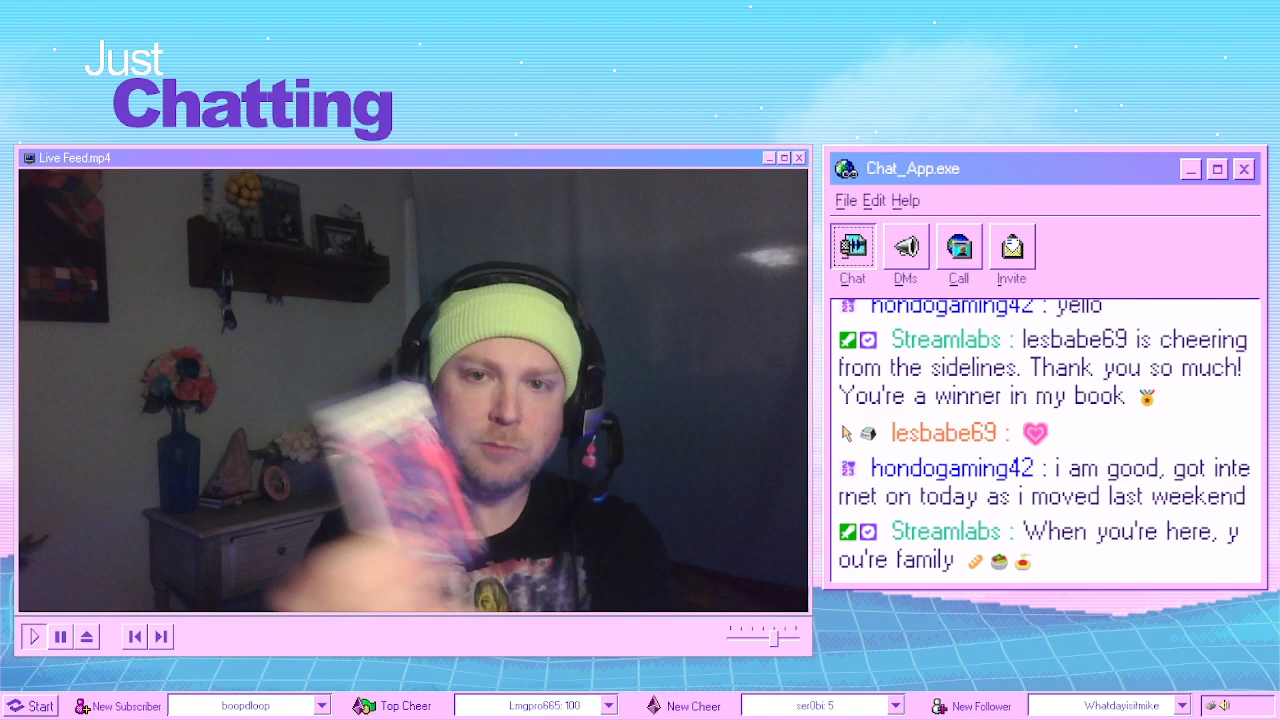 Just
Chatting
Live Feed.mp4
Chat_App.exe
File Edit Help
Chat DMs Call Invite
hondogaming42 : yello
Streamlabs : lesbabe69 is cheering
from the sidelines. Thank you so much!
You're a winner in my book
lesbabe69 :
hondogaming42 : i am good, got inte
rnet on today as i moved last weekend
Streamlabs : When you're here, y
ou're family
Start New Subscriber boopdloop Top Cheer Lmgpro665: 100 New Cheer ser0bi: 5 New Follower Whatdayisitmike